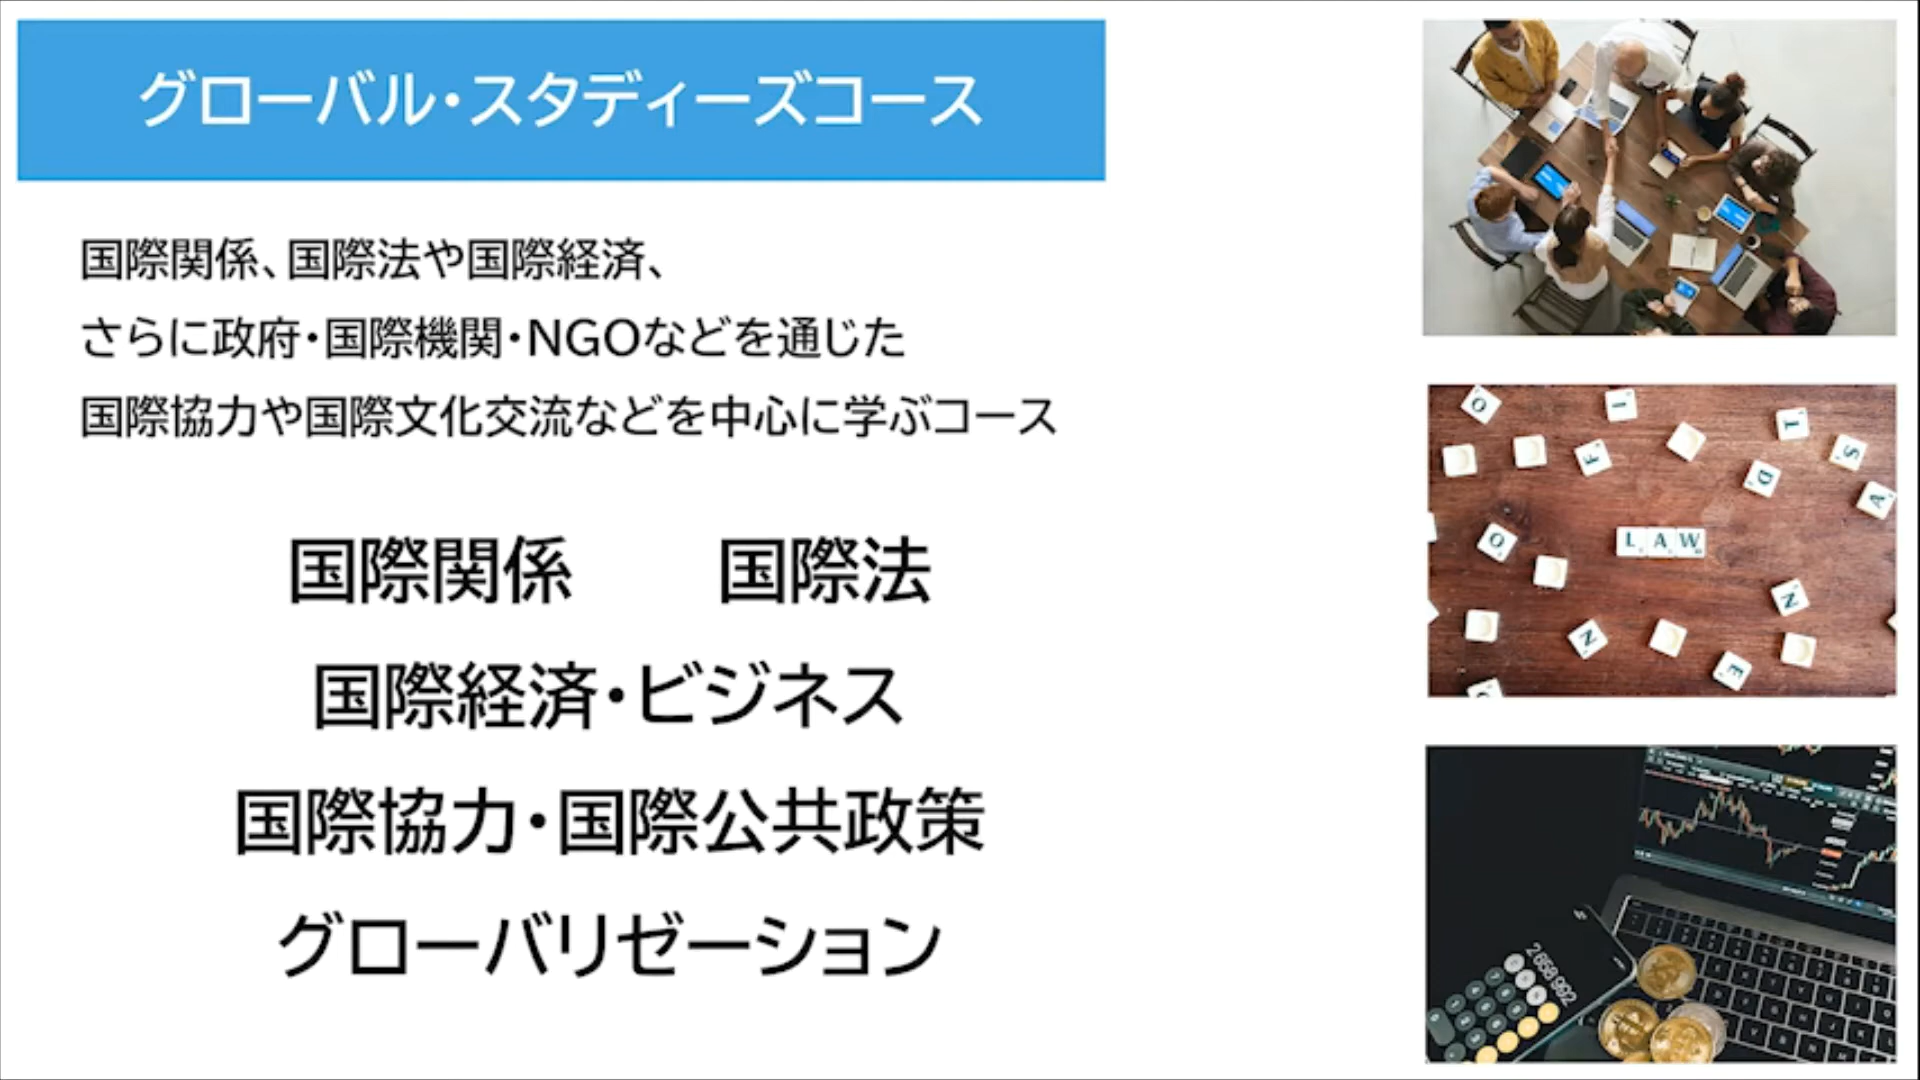 グローバル・スタディーズコース
国際関係、国際法や国際経済、
さらに政府・国際機関・NGOなどを通じた
国際協力や国際文化交流などを中心に学ぶコース
国際関係 国際法
国際経済・ビジネス
国際協力・国際公共政策
グローバリゼーション
LAW